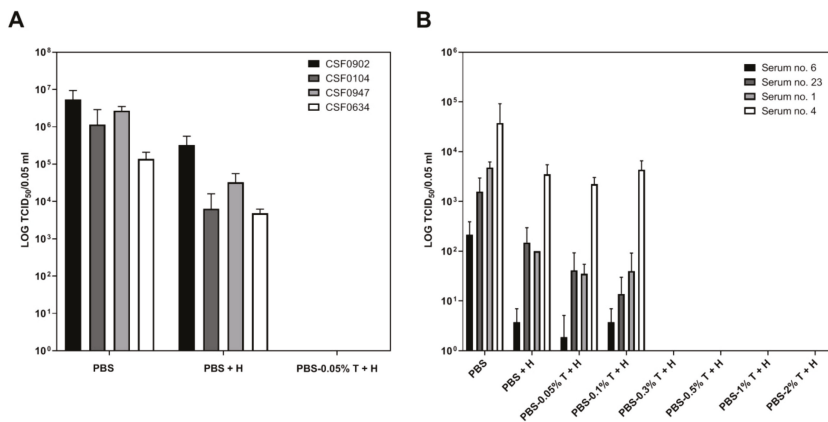 A
LOG TCID50/0.05 ml
10^8
10^7
10^6
10^5
10^4
10^3
10^2
10^1
10^0
CSF0902
CSF0104
CSF0947
CSF0634
PBS
PBS + H
PBS-0.05% T + H
B
LOG TCID50/0.05 ml
10^6
10^5
10^4
10^3
10^2
10^1
10^0
Serum no. 6
Serum no. 23
Serum no. 1
Serum no. 4
PBS
PBS + H
PBS-0.05% T + H
PBS-0.1% T + H
PBS-0.3% T + H
PBS-0.5% T + H
PBS-1% T + H
PBS-2% T + H